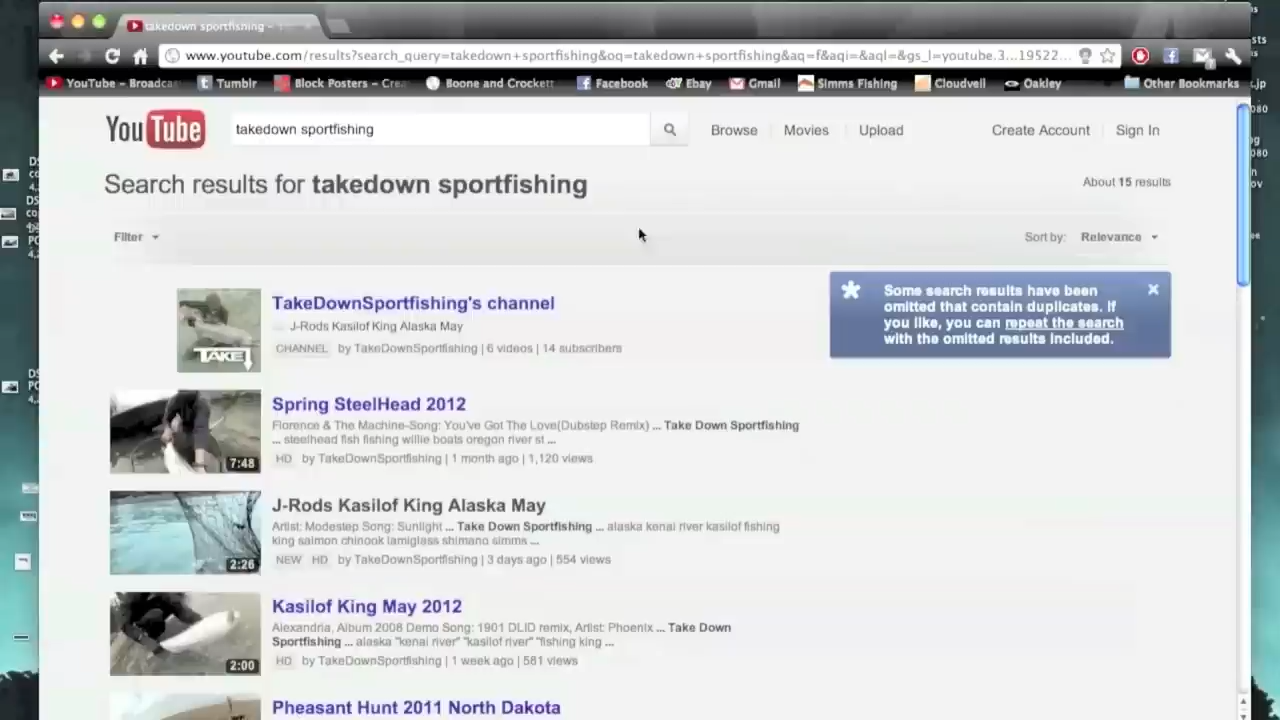 takedown sportfishing -
www.youtube.com/results?search_query=takedown+sportfishing&oq=takedown+sportfishing&aq=f&aqi=&aql=&gs_l=youtube.3...19522...
YouTube – Broadcas Tumblr Block Posters – Crea Boone and Crockett Facebook Ebay Gmail Simms Fishing Cloudveil Oakley Other Bookmarks
YouTube takedown sportfishing Browse Movies Upload Create Account Sign In
Search results for takedown sportfishing
About 15 results
Filter Sort by: Relevance
TakeDownSportfishing's channel
J-Rods Kasilof King Alaska May
CHANNEL by TakeDownSportfishing | 6 videos | 14 subscribers
TAKE
Some search results have been
omitted that contain duplicates. If
you like, you can repeat the search
with the omitted results included.
Spring SteelHead 2012
Florence & The Machine-Song: You've Got The Love(Dubstep Remix) ... Take Down Sportfishing
... steelhead fish fishing willie boats oregon river st ...
HD by TakeDownSportfishing | 1 month ago | 1,120 views
7:48
J-Rods Kasilof King Alaska May
Artist: Modestep Song: Sunlight ... Take Down Sportfishing ... alaska kenai river kasilof fishing
king salmon chinook lamiglass shimano simms ...
NEW HD by TakeDownSportfishing | 3 days ago | 554 views
2:26
Kasilof King May 2012
Alexandria, Album 2008 Demo Song: 1901 DLID remix, Artist: Phoenix ... Take Down
Sportfishing ... alaska "kenai river" "kasilof river" "fishing king ...
HD by TakeDownSportfishing | 1 week ago | 581 views
2:00
Pheasant Hunt 2011 North Dakota